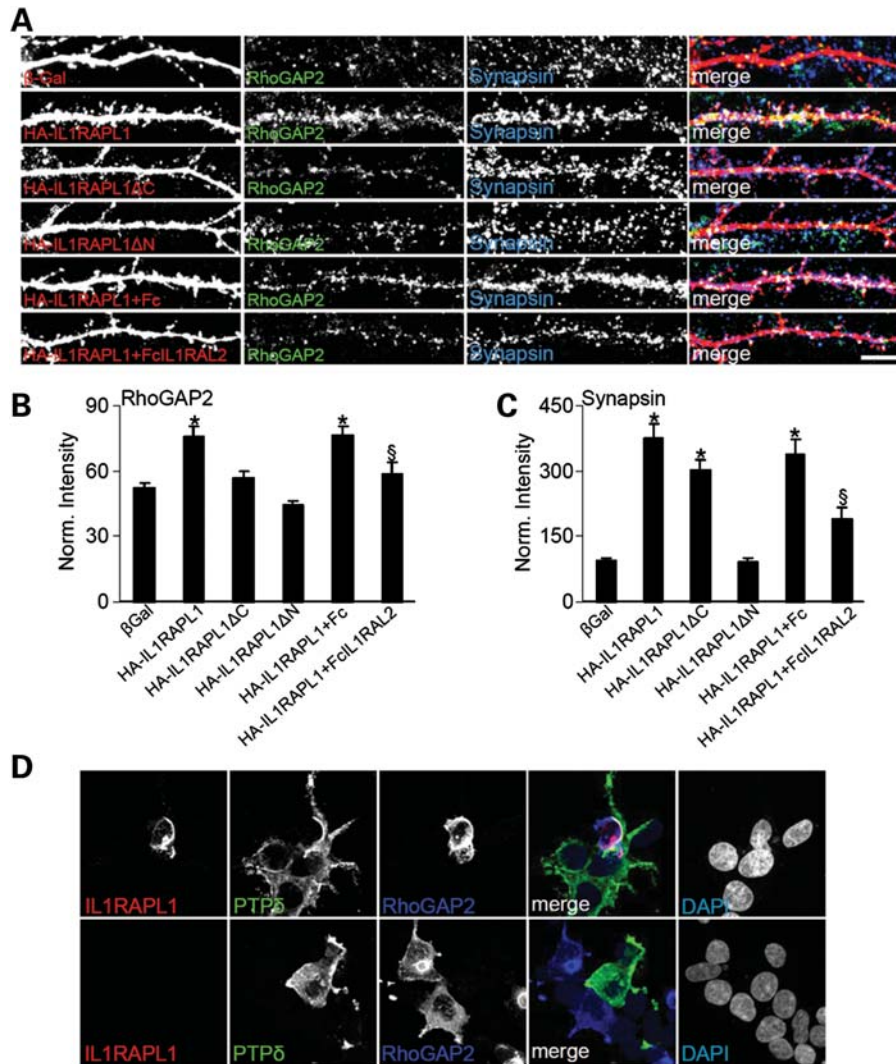 A
β-Gal RhoGAP2 Synapsin merge
HA-IL1RAPL1 RhoGAP2 Synapsin merge
HA-IL1RAPL1ΔC RhoGAP2 Synapsin merge
HA-IL1RAPL1ΔN RhoGAP2 Synapsin merge
HA-IL1RAPL1+Fc RhoGAP2 Synapsin merge
HA-IL1RAPL1+FcIL1RAL2 RhoGAP2 Synapsin merge
B
RhoGAP2
Norm. Intensity
90
60
30
0
* * §
βGal
HA-IL1RAPL1
HA-IL1RAPL1ΔC
HA-IL1RAPL1ΔN
HA-IL1RAPL1+Fc
HA-IL1RAPL1+FcIL1RAL2
C
Synapsin
Norm. Intensity
450
300
150
0
* * * §
βGal
HA-IL1RAPL1
HA-IL1RAPL1ΔC
HA-IL1RAPL1ΔN
HA-IL1RAPL1+Fc
HA-IL1RAPL1+FcIL1RAL2
D
IL1RAPL1 PTPδ RhoGAP2 merge DAPI
IL1RAPL1 PTPδ RhoGAP2 merge DAPI